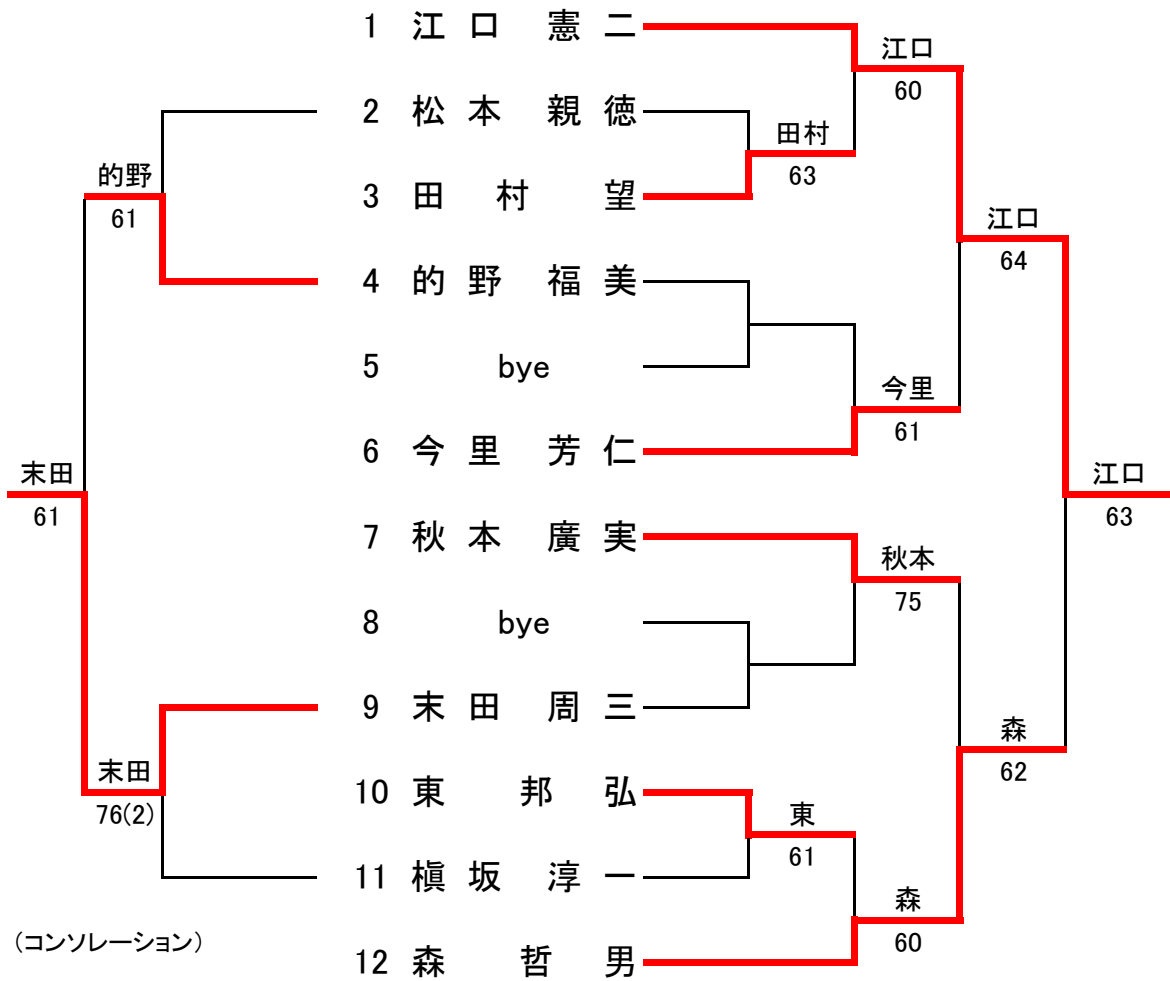 1 江口 憲二
江口
60
2 松本 親徳
田村
63
的野
61
3 田村 望
江口
64
4 的野 福美
5 bye
今里
61
6 今里 芳仁
末田
61
江口
63
7 秋本 廣実
秋本
75
8 bye
9 末田 周三
森
62
末田
76(2)
10 東 邦弘
東
61
11 槇坂 淳一
森
60
(コンソレーション)
12 森 哲男